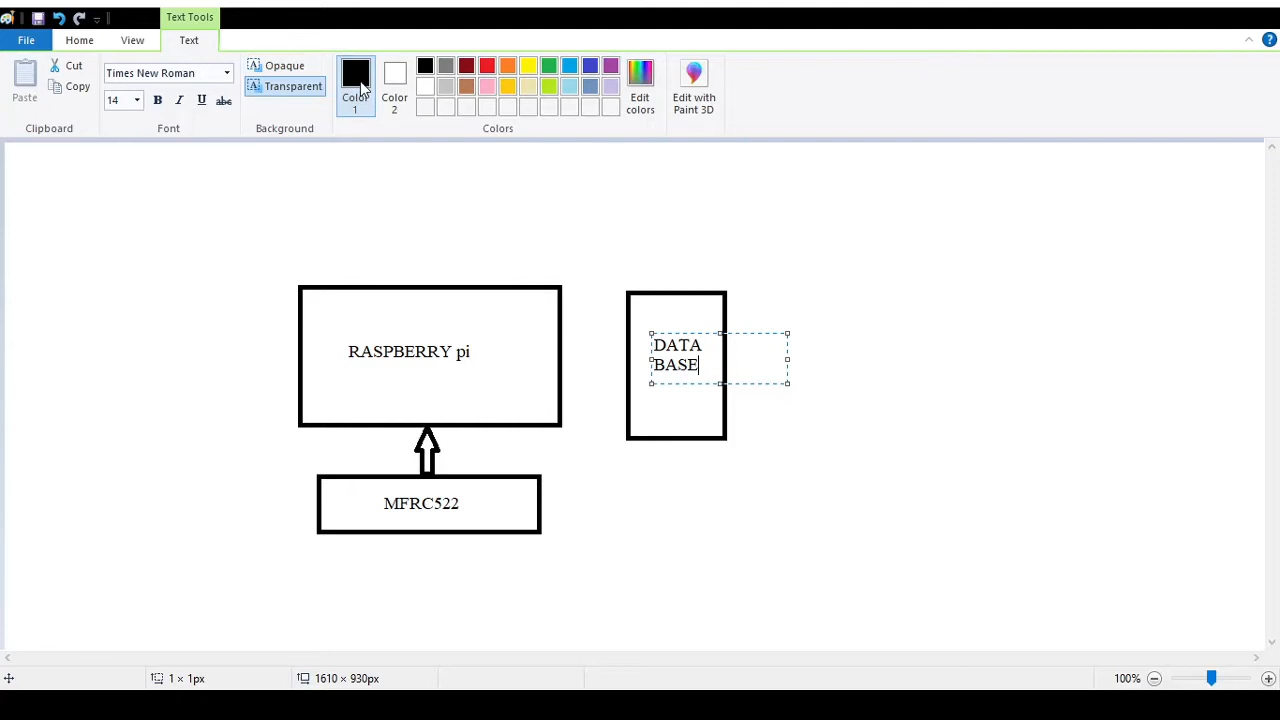 Text Tools
File
Home
View
Text
Paste
Cut
Copy
Clipboard
Times New Roman
14
B
I
U
abc
Font
Opaque
Transparent
Background
Color
1
Color
2
Edit
colors
Colors
Edit with
Paint 3D
RASPBERRY pi
DATA
BASE
MFRC522
1 × 1px
1610 × 930px
100%